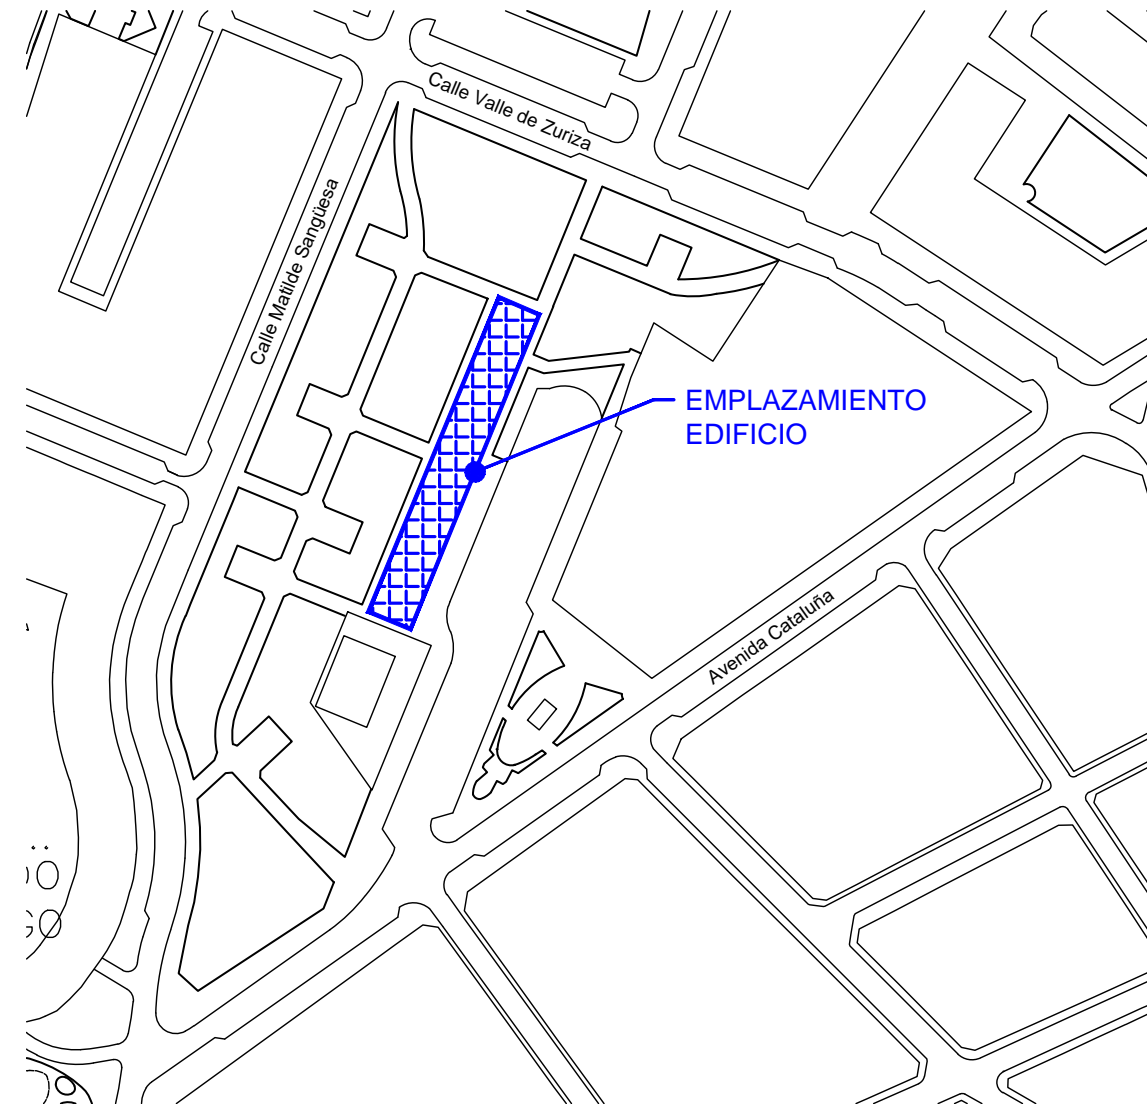 Calle Valle de Zuriza
Calle Matilde Sangüesa
EMPLAZAMIENTO
EDIFICIO
Avenida Cataluña